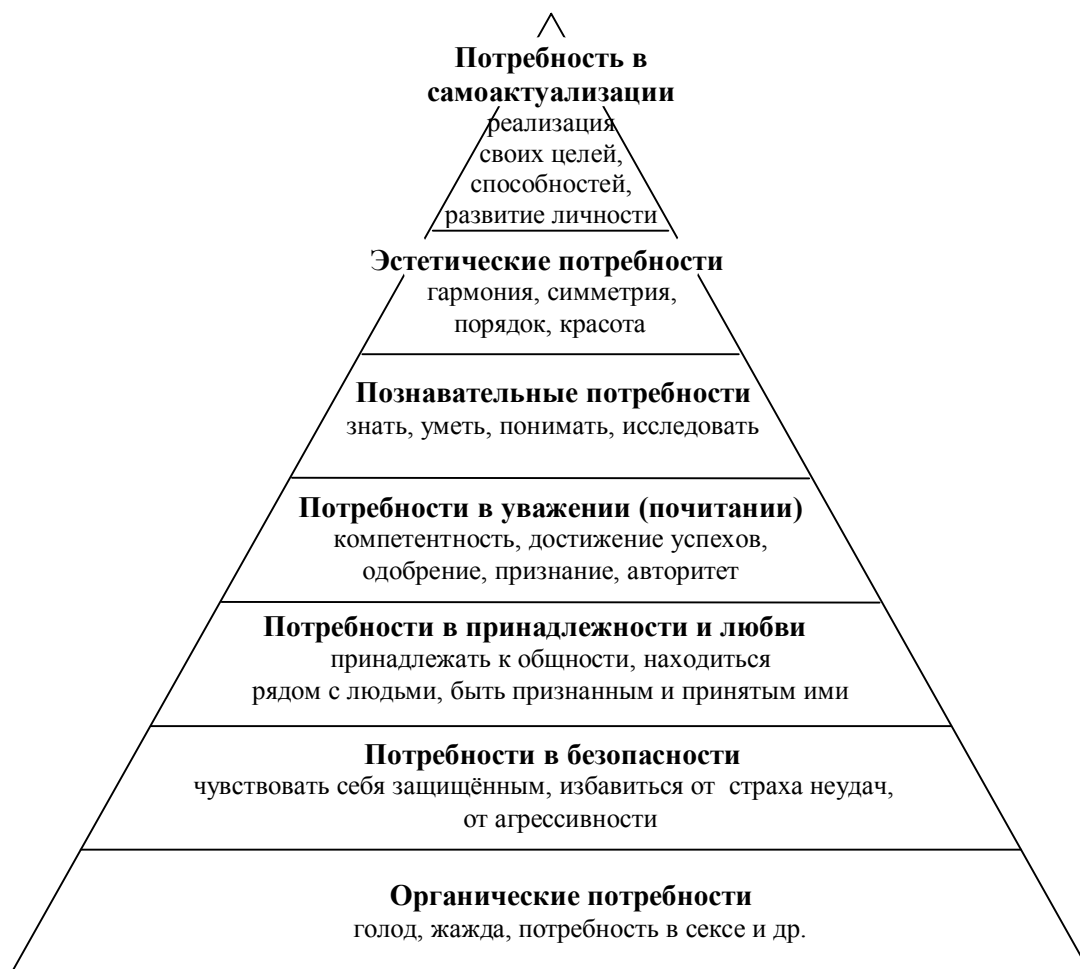 Потребность в
самоактуализации
реализация
своих целей,
способностей,
развитие личности
Эстетические потребности
гармония, симметрия,
порядок, красота
Познавательные потребности
знать, уметь, понимать, исследовать
Потребности в уважении (почитании)
компетентность, достижение успехов,
одобрение, признание, авторитет
Потребности в принадлежности и любви
принадлежать к общности, находиться
рядом с людьми, быть признанным и принятым ими
Потребности в безопасности
чувствовать себя защищённым, избавиться от  страха неудач,
от агрессивности
Органические потребности
голод, жажда, потребность в сексе и др.